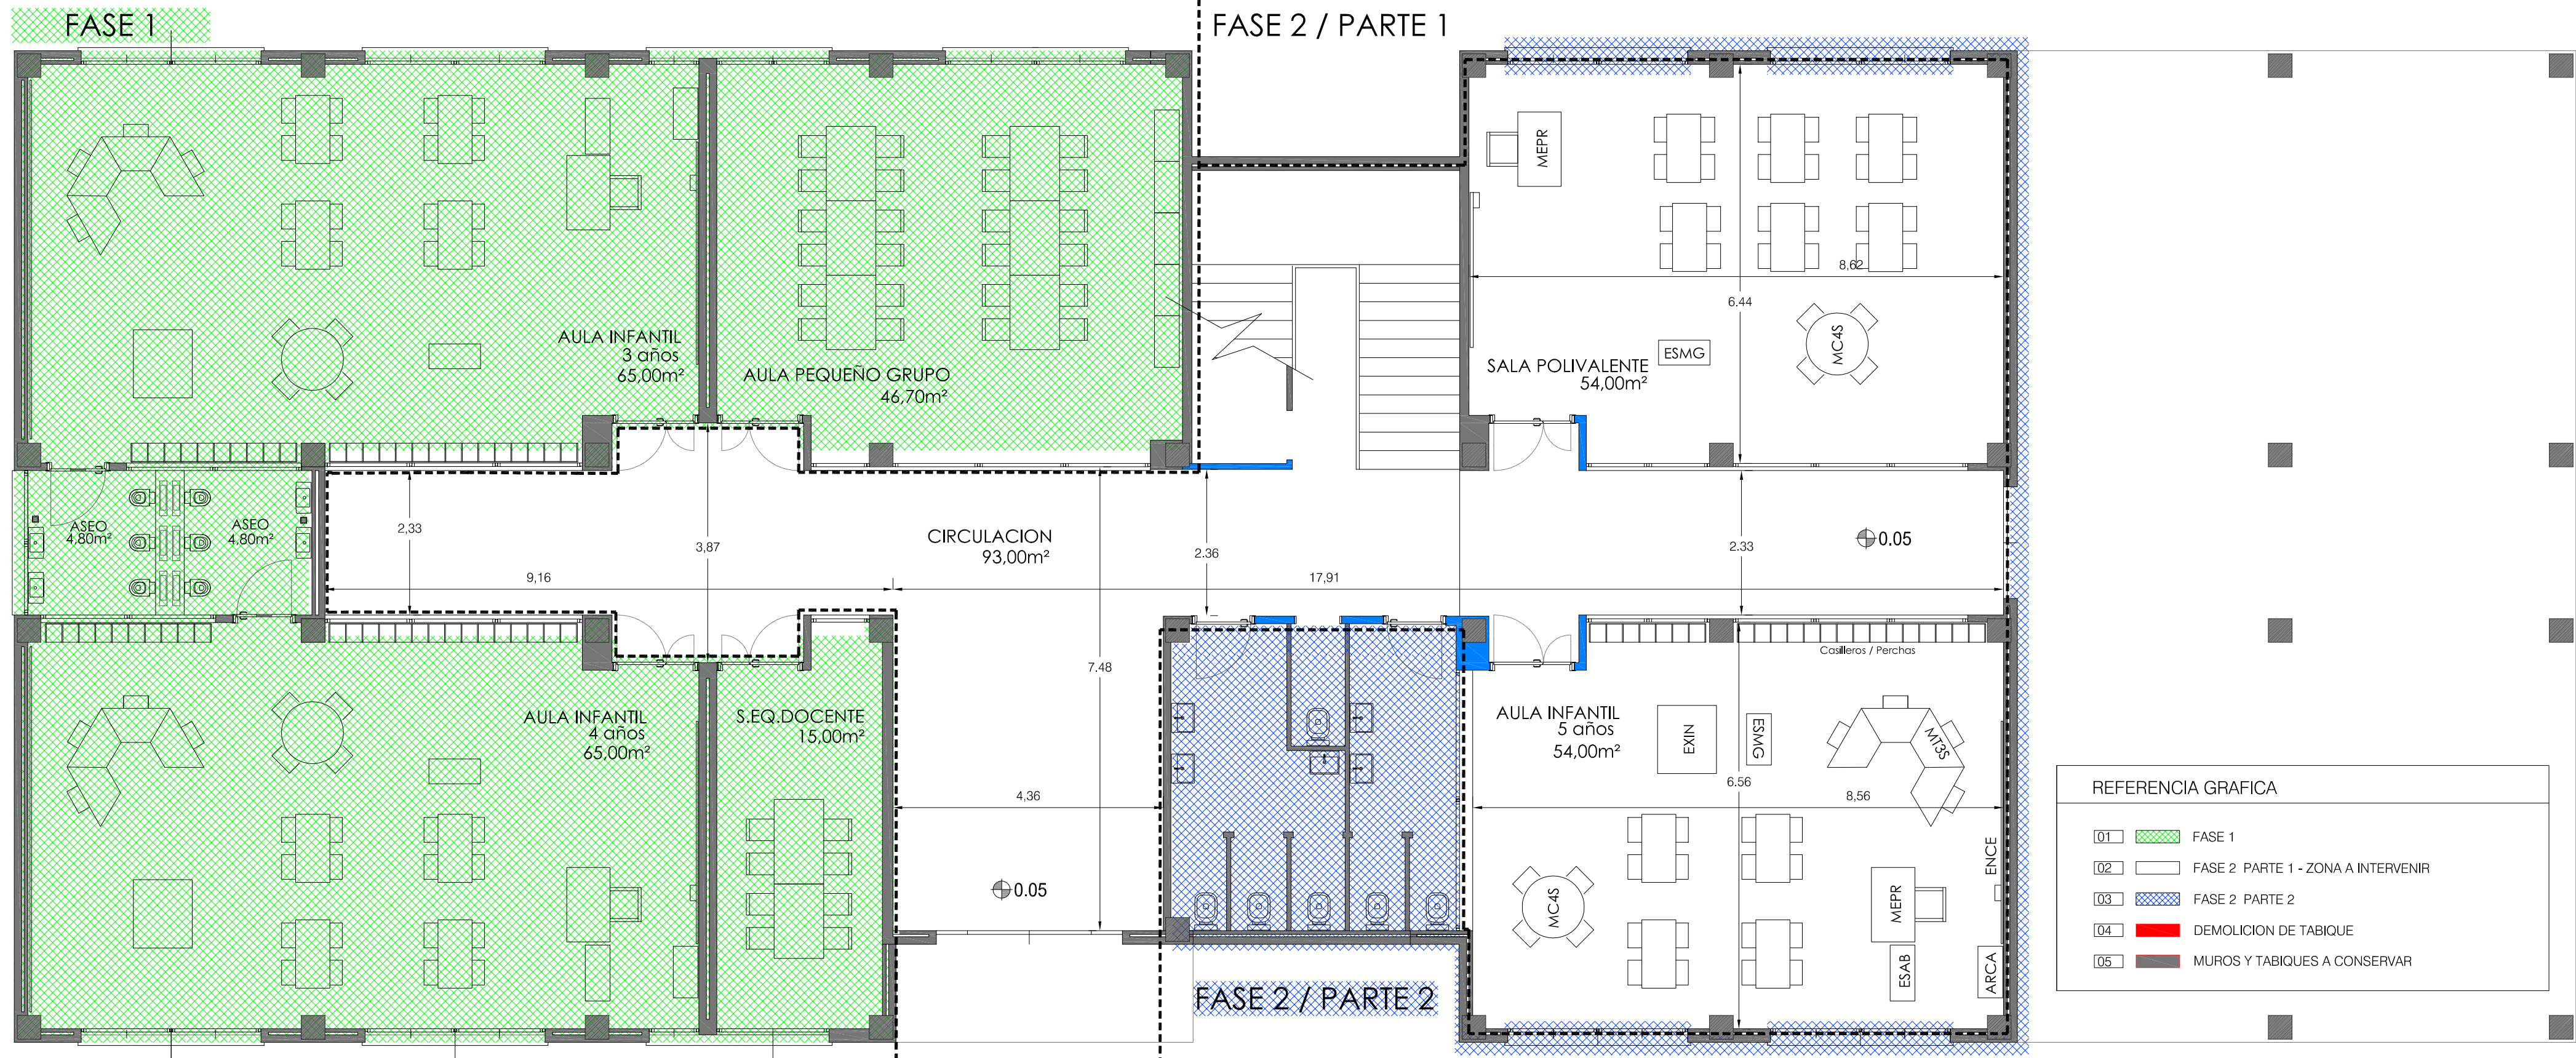 FASE 1
FASE 2 / PARTE 1
MEPR
8,62
6.44
MC4S
ESMG
SALA POLIVALENTE
54,00m²
AULA INFANTIL
3 años
65,00m²
AULA PEQUEÑO GRUPO
46,70m²
ASEO
4,80m²
ASEO
4,80m²
2,33
3,87
9,16
CIRCULACION
93,00m²
2.36
17,91
2.33
0.05
7.48
Casilleros / Perchas
AULA INFANTIL
4 años
65,00m²
S.EQ.DOCENTE
15,00m²
4,36
0.05
AULA INFANTIL
5 años
54,00m²
EXIN
ESMG
MT3S
6.56
8,56
MC4S
MEPR
ENCE
ESAB
ARCA
FASE 2 / PARTE 2
REFERENCIA GRAFICA
01 FASE 1
02 FASE 2 PARTE 1 - ZONA A INTERVENIR
03 FASE 2 PARTE 2
04 DEMOLICION DE TABIQUE
05 MUROS Y TABIQUES A CONSERVAR